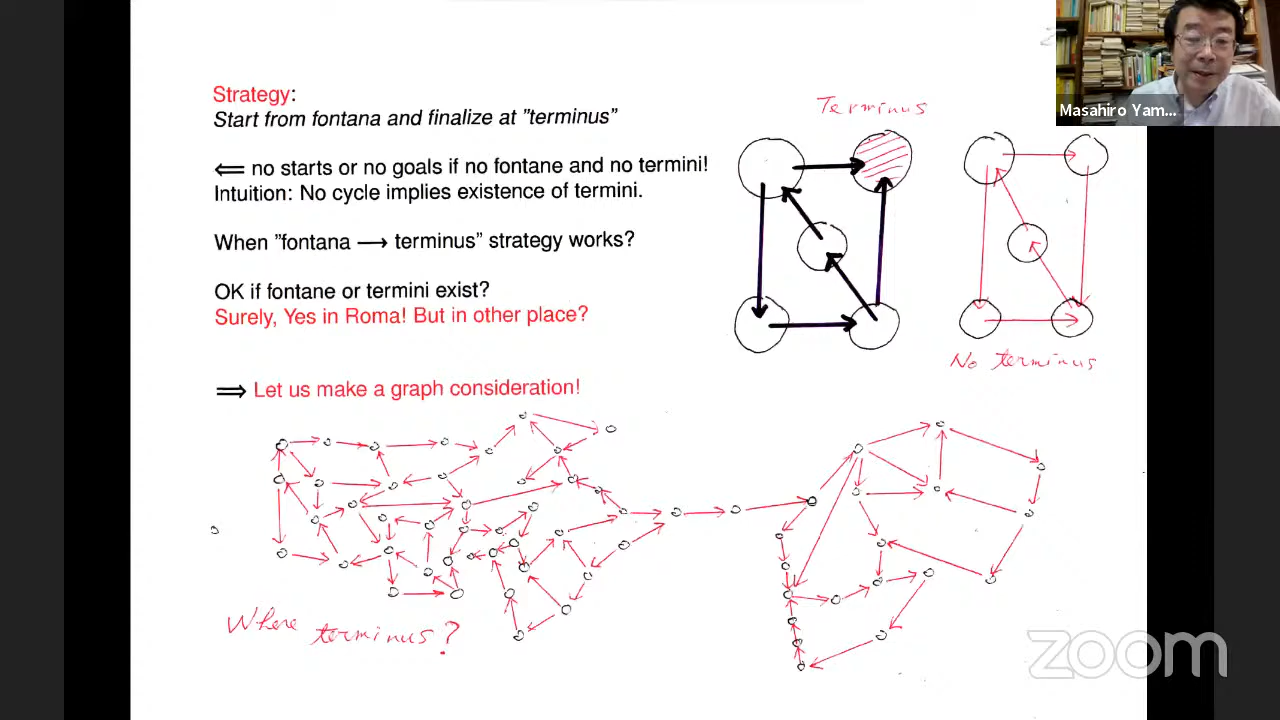 Strategy:
Start from fontana and finalize at "terminus"
⟸ no starts or no goals if no fontane and no termini!
Intuition: No cycle implies existence of termini.
When "fontana ⟶ terminus" strategy works?
OK if fontane or termini exist?
Surely, Yes in Roma! But in other place?
⟹ Let us make a graph consideration!
Terminus
No terminus
Where terminus?
Masahiro Yam...
zoom